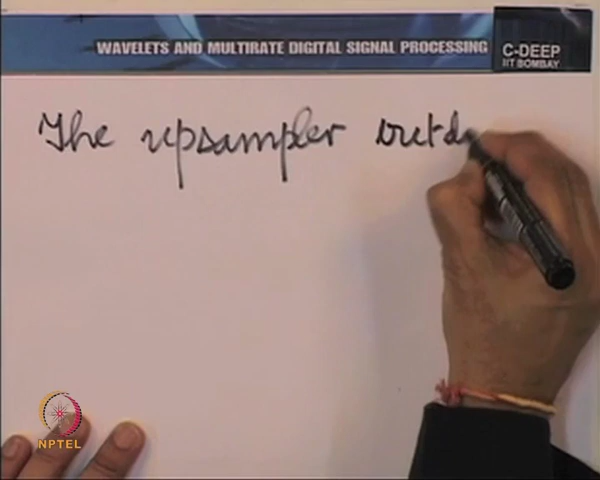 WAVELETS AND MULTIRATE DIGITAL SIGNAL PROCESSING
C-DEEP
IIT BOMBAY
The upsampler
NPTEL